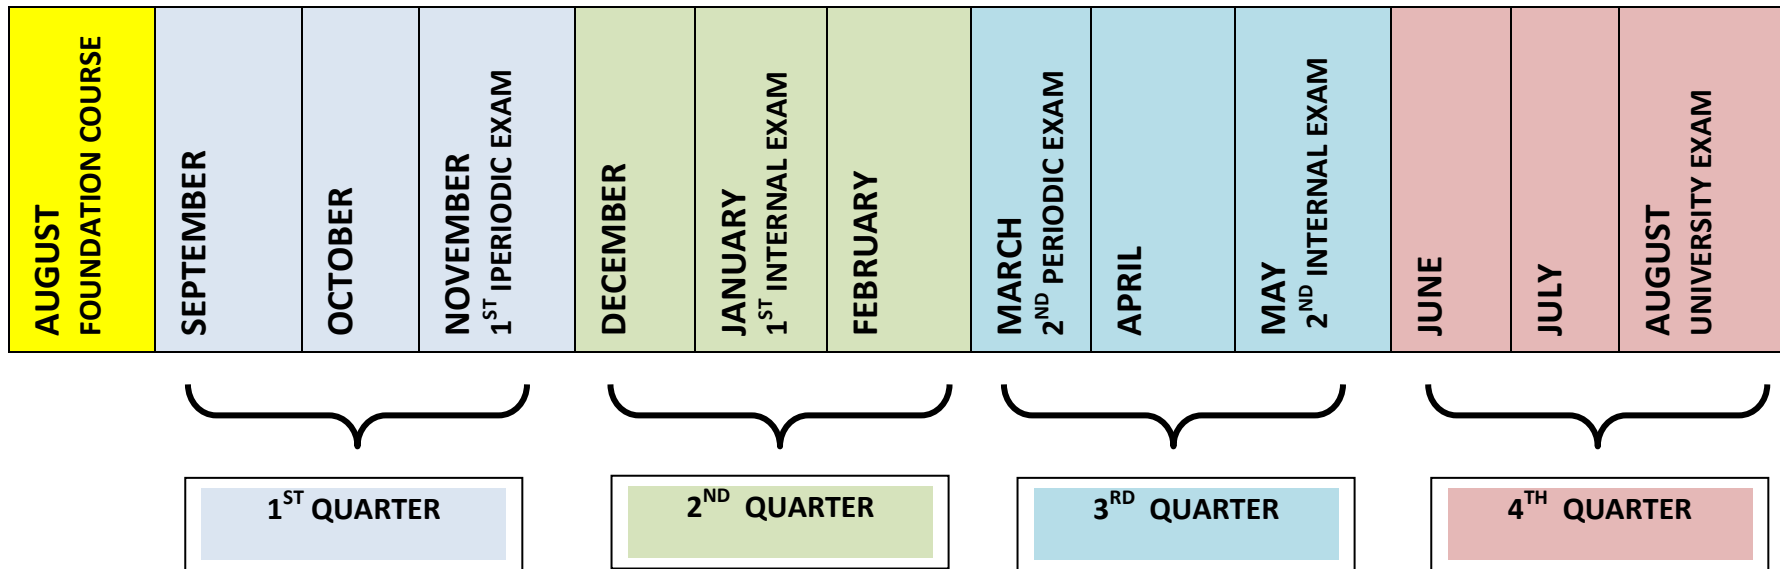 AUGUST
FOUNDATION COURSE
SEPTEMBER
OCTOBER
NOVEMBER
1ST IPERIODIC EXAM
DECEMBER
JANUARY
1ST INTERNAL EXAM
FEBRUARY
MARCH
2ND PERIODIC EXAM
APRIL
MAY
2ND INTERNAL EXAM
JUNE
JULY
AUGUST
UNIVERSITY EXAM
1ST QUARTER
2ND QUARTER
3RD QUARTER
4TH QUARTER